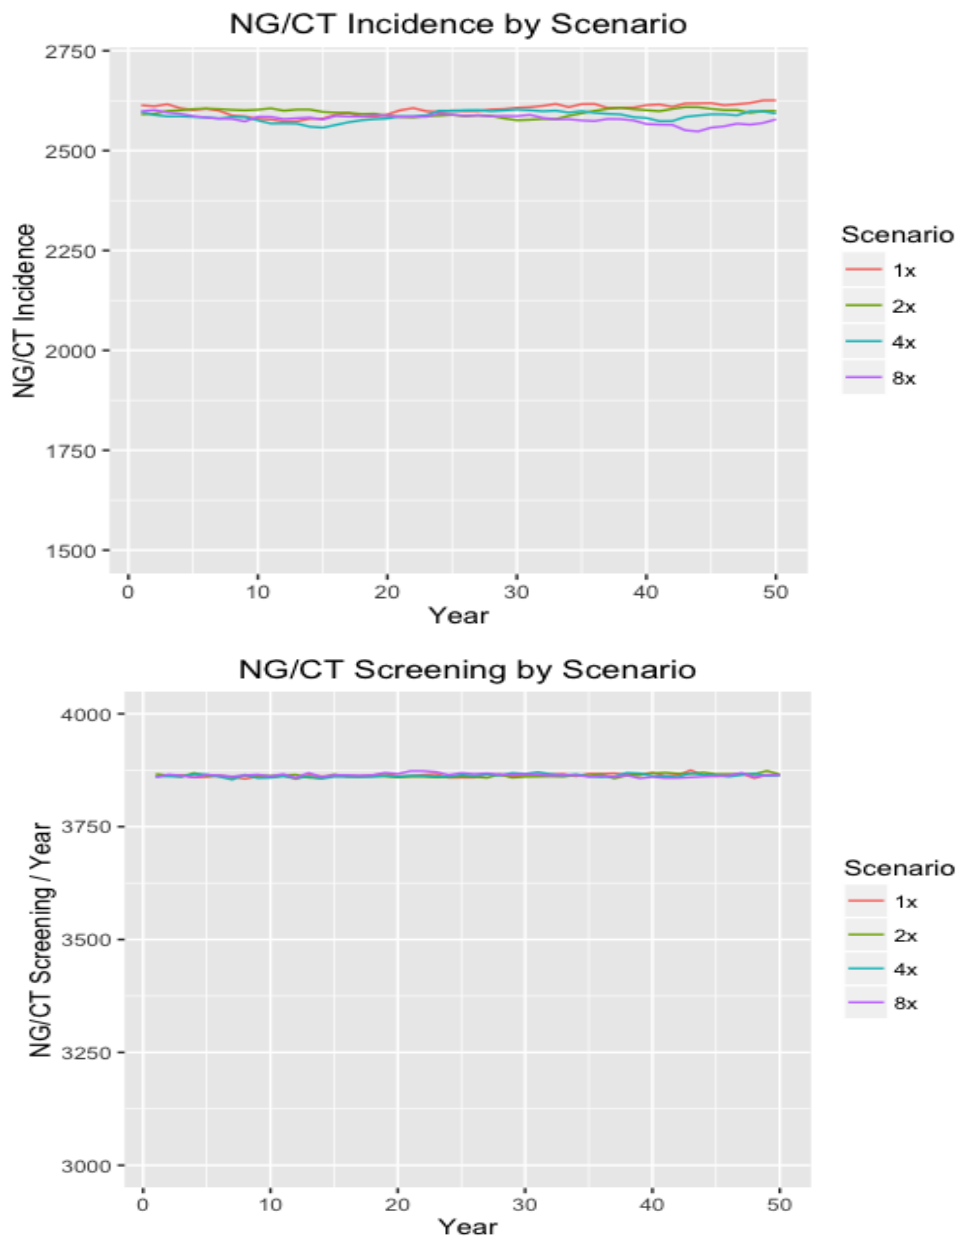 NG/CT Incidence by Scenario
NG/CT Incidence
2750
2500
2250
2000
1750
1500
0 10 20 30 40 50
Year
Scenario
1x
2x
4x
8x
NG/CT Screening by Scenario
NG/CT Screening / Year
4000
3750
3500
3250
3000
0 10 20 30 40 50
Year
Scenario
1x
2x
4x
8x